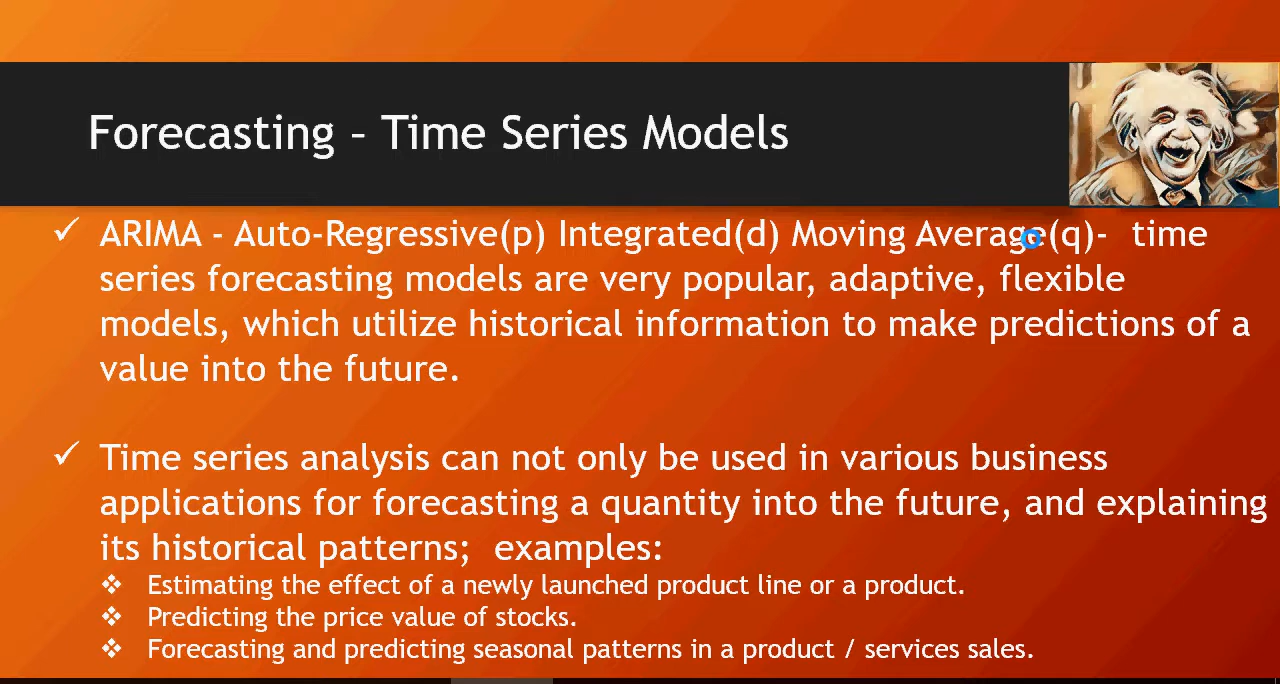 Forecasting – Time Series Models
✓ ARIMA - Auto-Regressive(p) Integrated(d) Moving Average(q)- time
series forecasting models are very popular, adaptive, flexible
models, which utilize historical information to make predictions of a
value into the future.
✓ Time series analysis can not only be used in various business
applications for forecasting a quantity into the future, and explaining
its historical patterns; examples:
❖ Estimating the effect of a newly launched product line or a product.
❖ Predicting the price value of stocks.
❖ Forecasting and predicting seasonal patterns in a product / services sales.